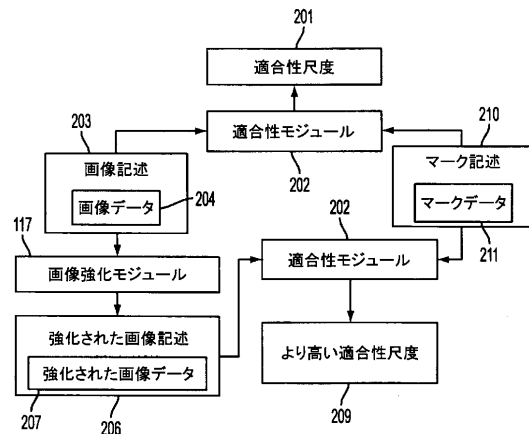 201
適合性尺度
203
適合性モジュール
210
202
画像記述
画像データ
204
マーク記述
マークデータ
211
117
画像強化モジュール
202
適合性モジュール
強化された画像記述
強化された画像データ
207
206
より高い適合性尺度
209